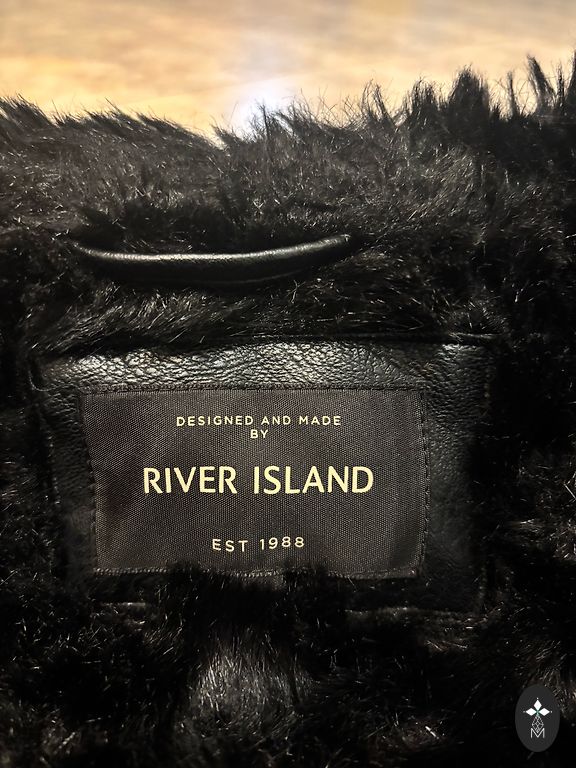 DESIGNED AND MADE
BY
RIVER ISLAND
EST 1988
M